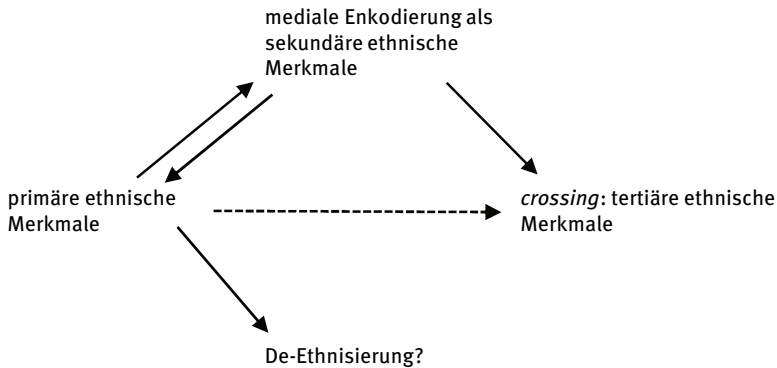 mediale Enkodierung als
sekundäre ethnische
Merkmale
primäre ethnische
Merkmale
crossing: tertiäre ethnische
Merkmale
De-Ethnisierung?